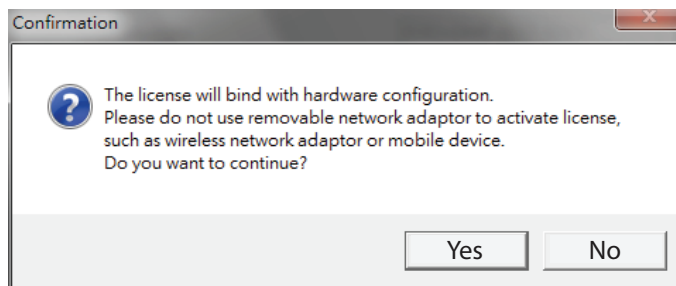 Confirmation
The license will bind with hardware configuration.
Please do not use removable network adaptor to activate license,
such as wireless network adaptor or mobile device.
Do you want to continue?
Yes No